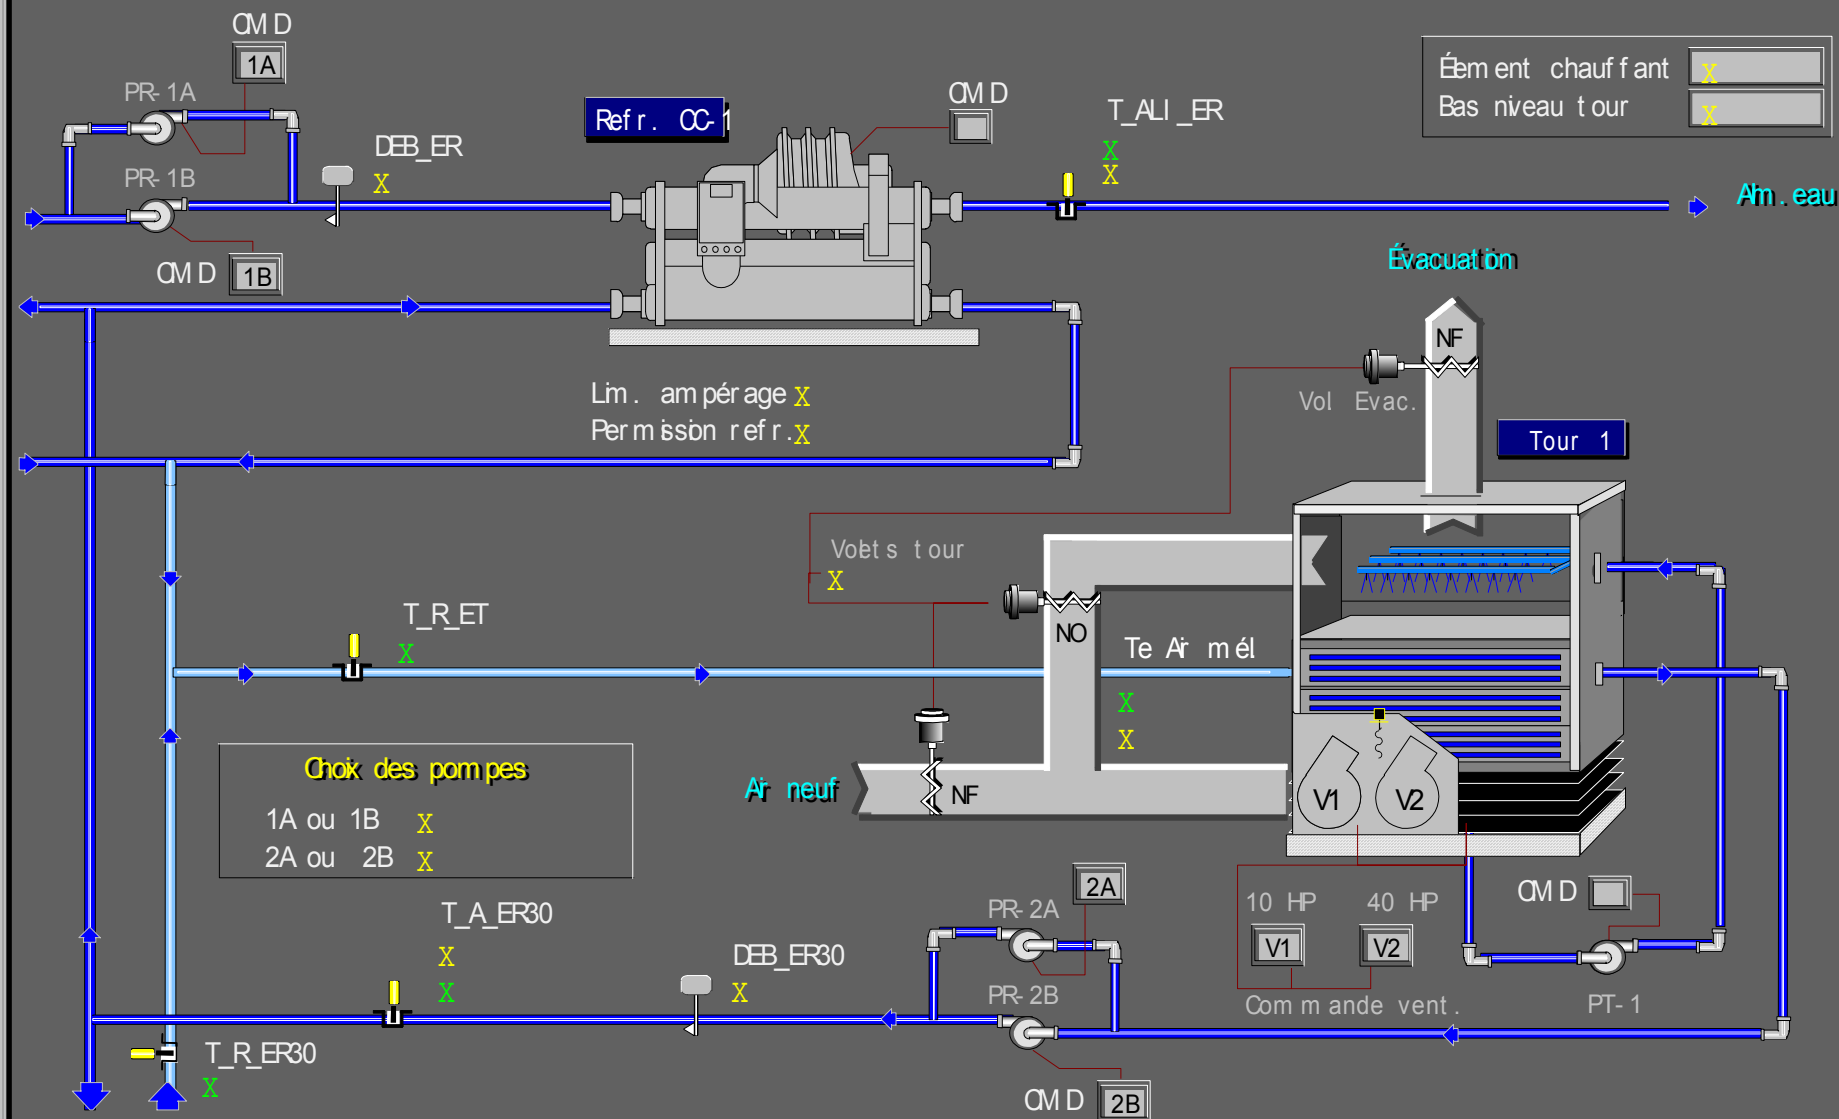 CMD
1A
PR-1A
DEB_ER
X
PR-1B
CMD
1B
Refr. CC-1
CMD
T_ALI_ER
X
X
Élement chauffant X
Bas niveau tour X
Alim. eau
Évacuation
NF
Vol Evac.
Lim. ampérage X
Permission refr. X
Tour 1
Volets tour
X
T_R_ET
X
NO
Te Air mél.
X
X
Choix des pompes
1A ou 1B X
2A ou 2B X
Air neuf
NF
V1
V2
T_A_ER30
X
X
DEB_ER30
X
PR-2A
2A
PR-2B
CMD
2B
10 HP
40 HP
V1
V2
Commande vent.
CMD
PT-1
T_R_ER30
X